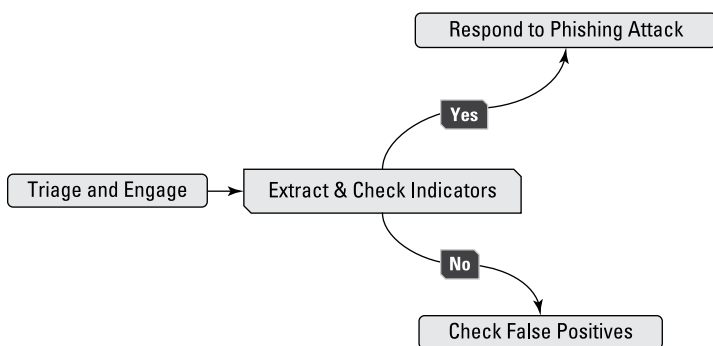 Respond to Phishing Attack
Yes
Triage and Engage
Extract & Check Indicators
No
Check False Positives